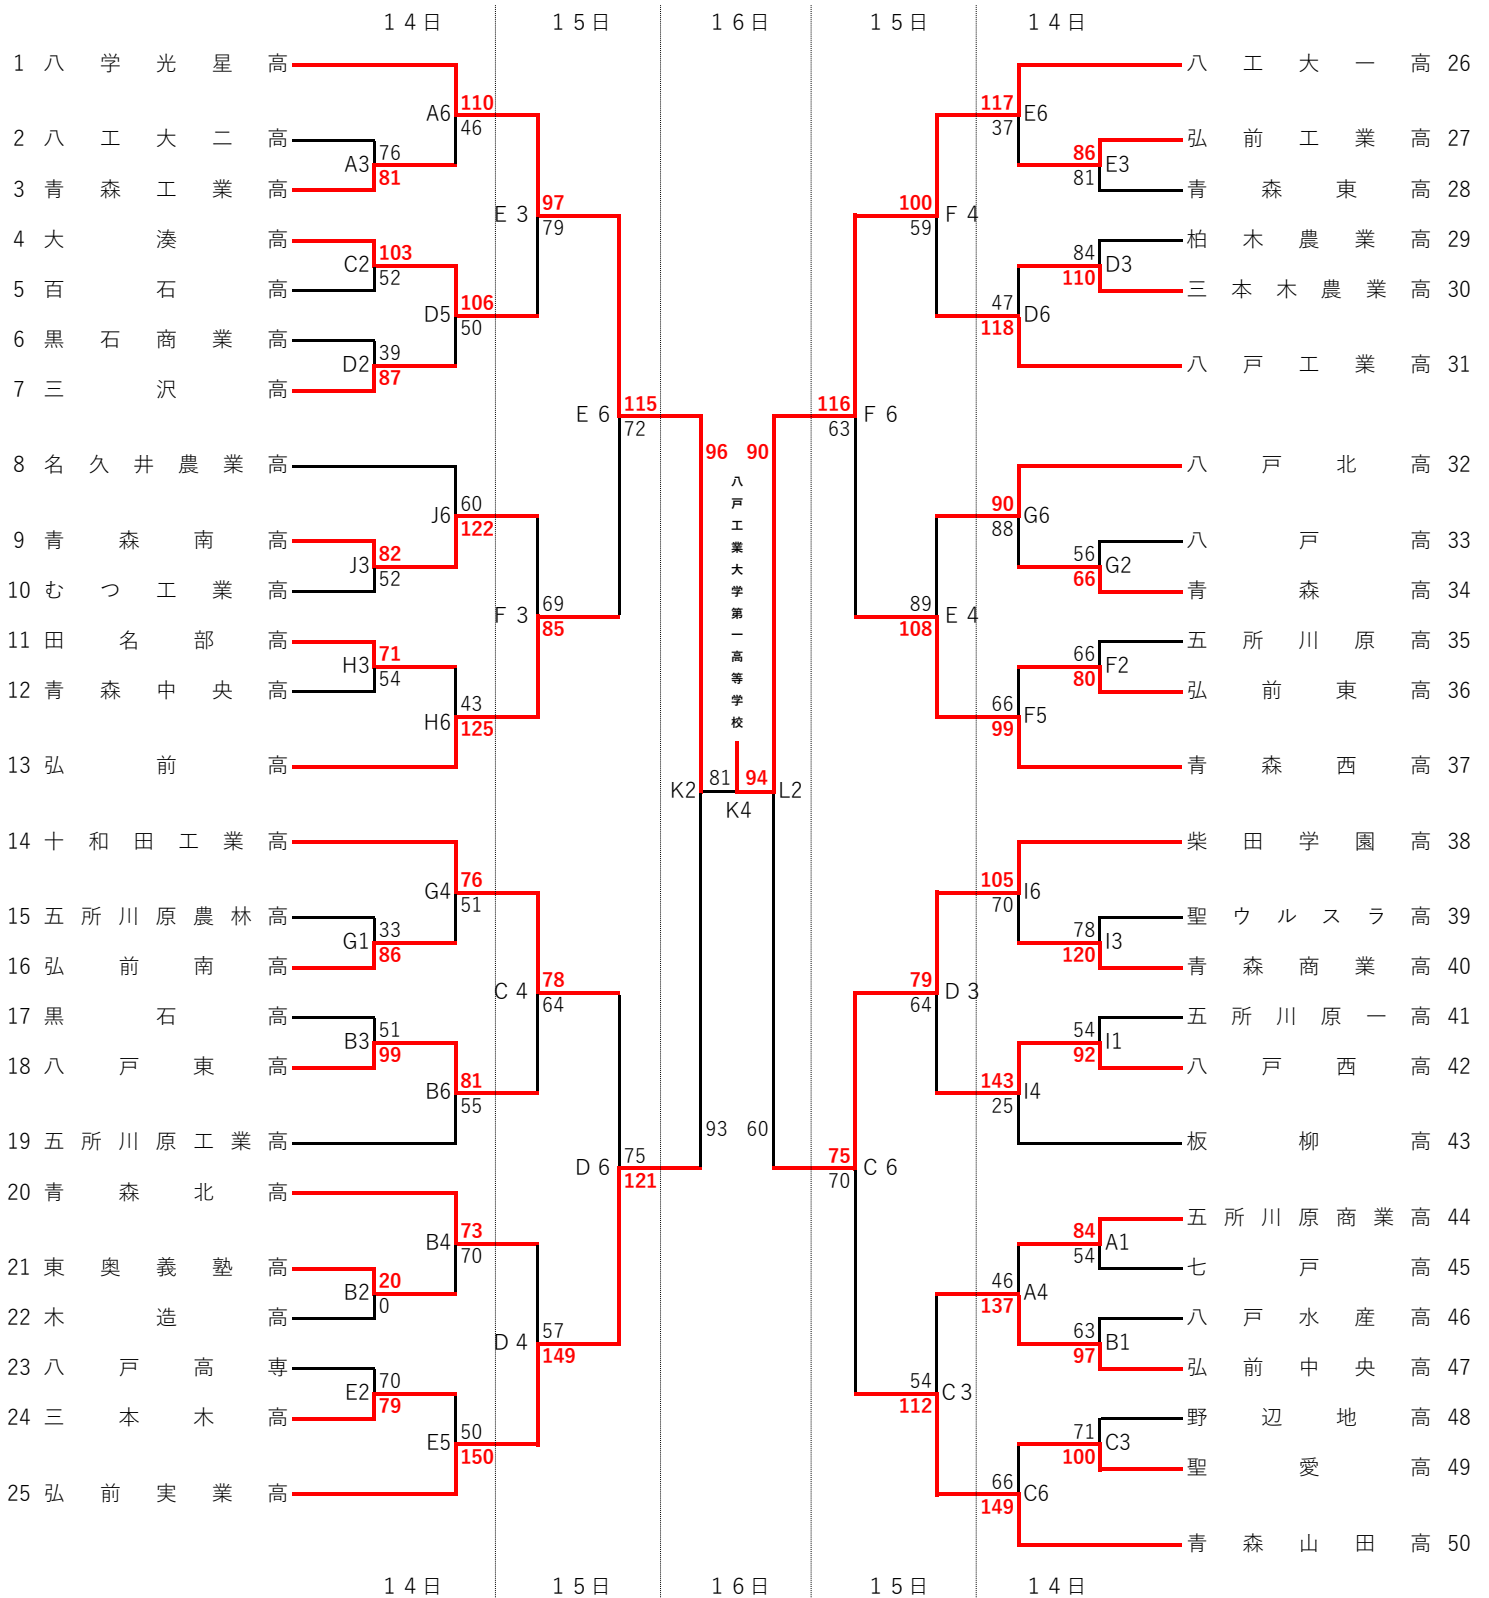 １４日 １５日 １６日 １５日 １４日
1 八学光星高
2 八工大二高
3 青森工業高
4 大湊高
5 百石高
6 黒石商業高
7 三沢高
8 名久井農業高
9 青森南高
10 むつ工業高
11 田名部高
12 青森中央高
13 弘前高
14 十和田工業高
15 五所川原農林高
16 弘前南高
17 黒石高
18 八戸東高
19 五所川原工業高
20 青森北高
21 東奥義塾高
22 木造高
23 八戸高専
24 三本木高
25 弘前実業高
A3 76 81
C2 103 52
D2 39 87
J3 82 52
H3 71 54
G1 33 86
B3 51 99
B2 20 0
E2 70 79
A6 110 46
D5 106 50
J6 60 122
H6 43 125
G4 76 51
B6 81 55
B4 73 70
E5 50 150
E３ 97 79
F３ 69 85
C４ 78 64
D４ 57 149
E６ 115 72
D６ 75 121
96 90
八戸工業大学第一高等学校
K2 81 94 L2
K4
93 60
116 F６ 63
75 C６ 70
100 F４ 59
89 E４ 108
79 D３ 64
54 C３ 112
117 E6 37
47 D6 118
90 G6 88
66 F5 99
105 I6 70
143 I4 25
46 A4 137
66 C6 149
86 E3 81
84 D3 110
56 G2 66
66 F2 80
78 I3 120
54 I1 92
84 A1 54
63 B1 97
71 C3 100
八工大一高 26
弘前工業高 27
青森東高 28
柏木農業高 29
三本木農業高 30
八戸工業高 31
八戸北高 32
八戸高 33
青森高 34
五所川原高 35
弘前東高 36
青森西高 37
柴田学園高 38
聖ウルスラ高 39
青森商業高 40
五所川原一高 41
八戸西高 42
板柳高 43
五所川原商業高 44
七戸高 45
八戸水産高 46
弘前中央高 47
野辺地高 48
聖愛高 49
青森山田高 50
１４日 １５日 １６日 １５日 １４日